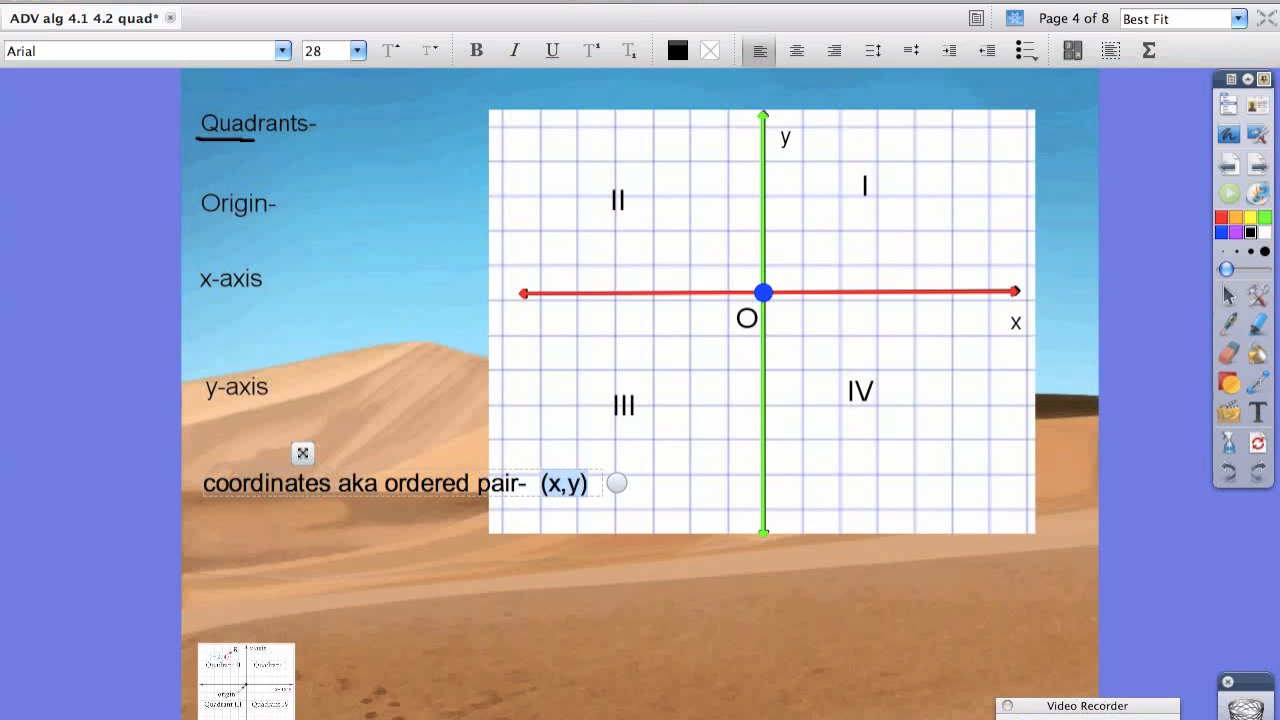 ADV alg 4.1 4.2 quad*
Page 4 of 8
Best Fit
Arial
28
B I U
Quadrants-
y
II
I
Origin-
x-axis
O
x
y-axis
III
IV
coordinates aka ordered pair- (x,y)
origin
Video Recorder